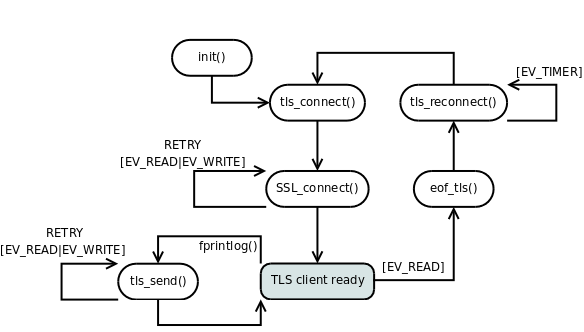 init()
[EV_TIMER]
tls_connect()
tls_reconnect()
RETRY
[EV_READ|EV_WRITE]
SSL_connect()
eof_tls()
RETRY
[EV_READ|EV_WRITE]
fprintlog()
[EV_READ]
tls_send()
TLS client ready